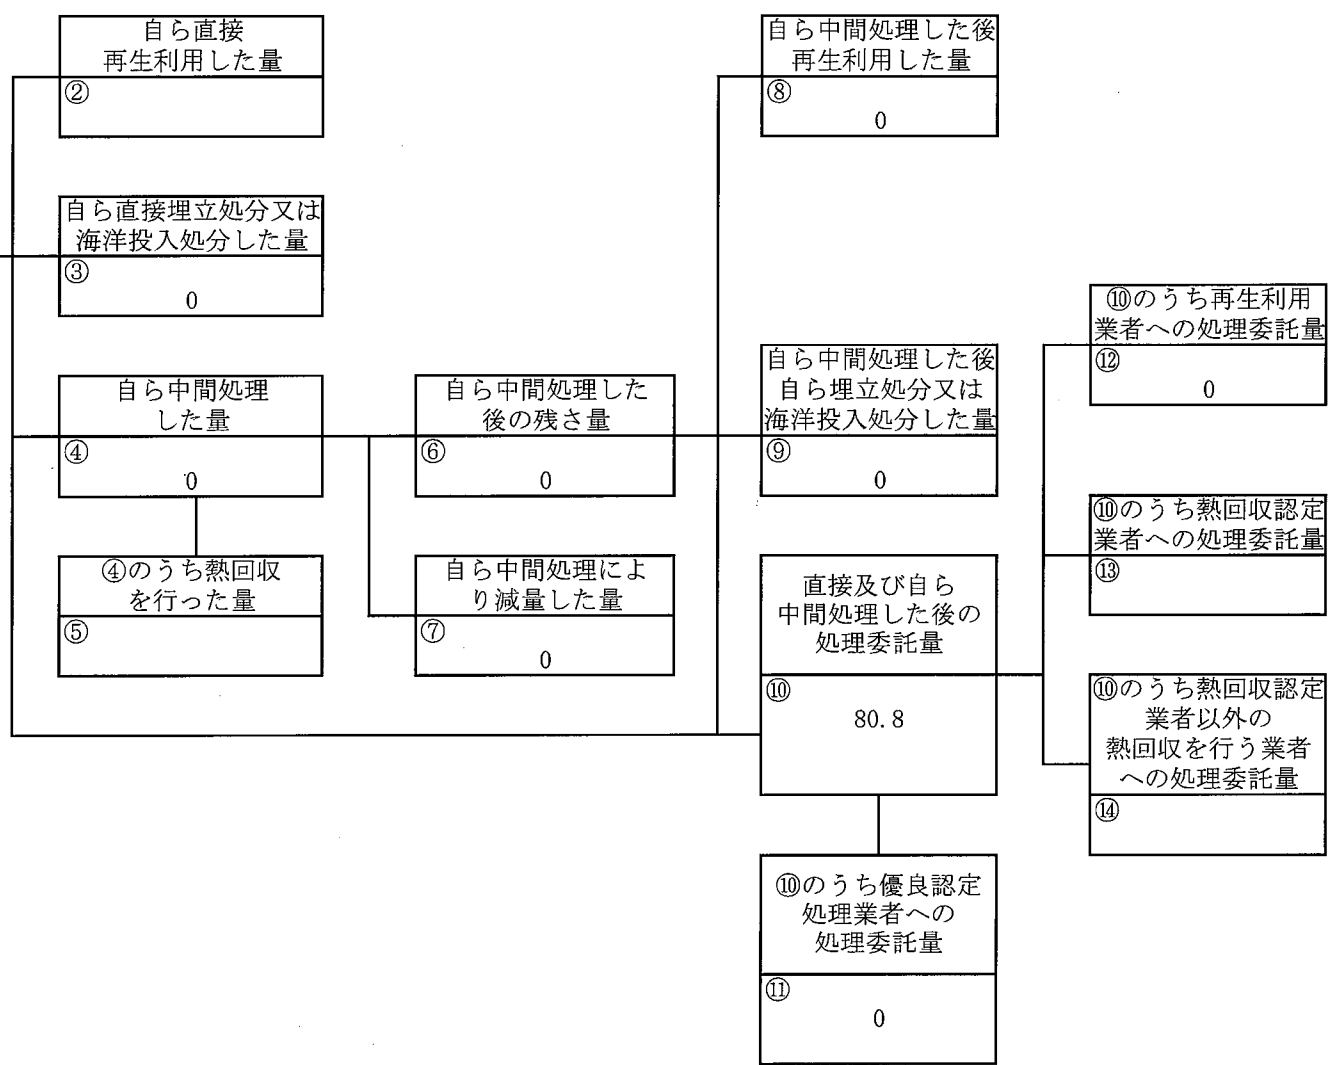 自ら直接
再生利用した量
②
自ら直接埋立処分又は
海洋投入処分した量
③
0
自ら中間処理
した量
④
0
④のうち熱回収
を行った量
⑤
自ら中間処理した
後の残さ量
⑥
0
自ら中間処理によ
り減量した量
⑦
0
自ら中間処理した後
再生利用した量
⑧
0
自ら中間処理した後
自ら埋立処分又は
海洋投入処分した量
⑨
0
直接及び自ら
中間処理した後の
処理委託量
⑩
80.8
⑩のうち優良認定
処理業者への
処理委託量
⑪
0
⑩のうち再生利用
業者への処理委託量
⑫
0
⑩のうち熱回収認定
業者への処理委託量
⑬
⑩のうち熱回収認定
業者以外の
熱回収を行う業者
への処理委託量
⑭